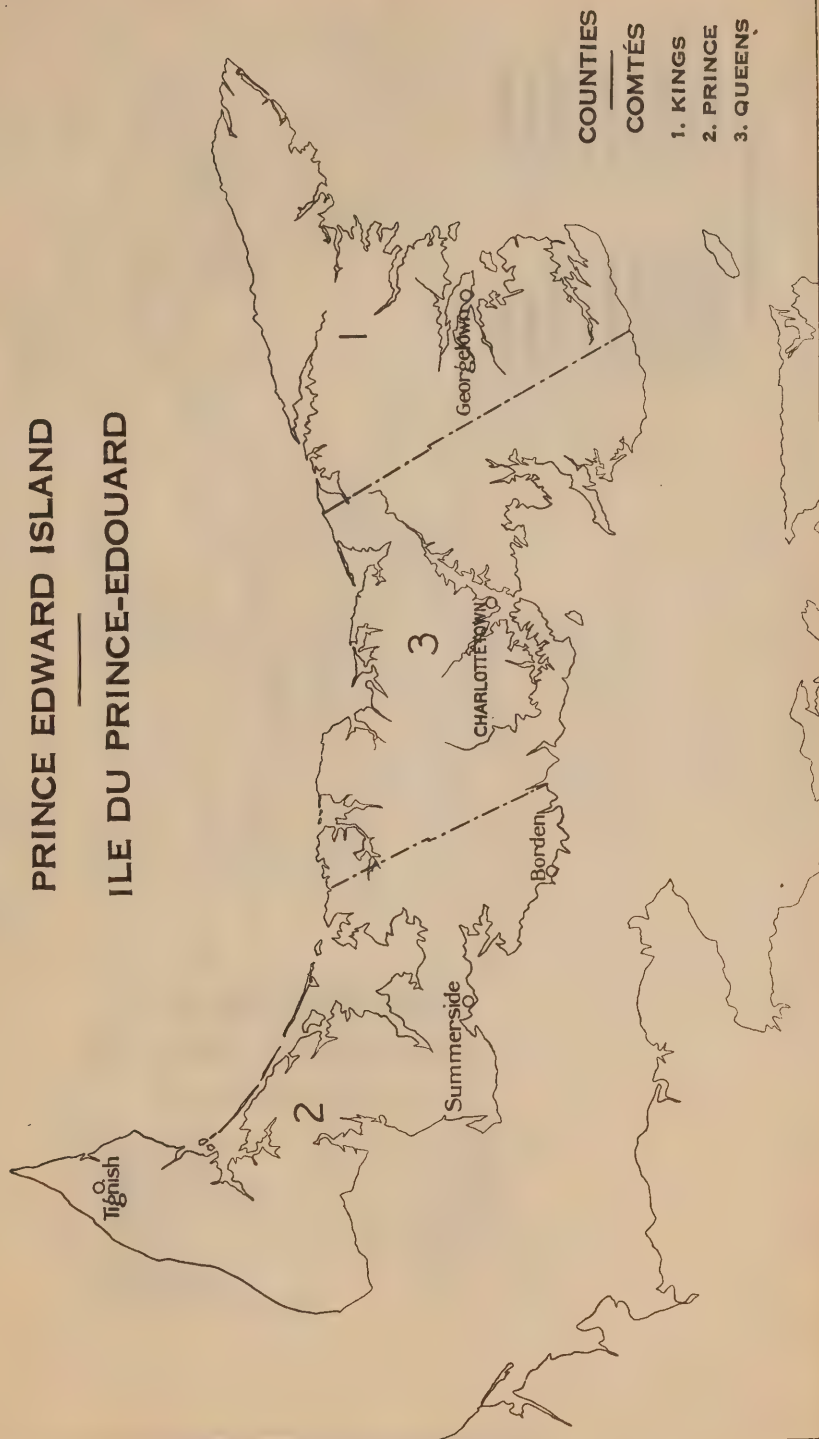 PRINCE EDWARD ISLAND
ILE DU PRINCE-EDOUARD
Tignish
2
Summerside
Borden
3
CHARLOTTETOWN
1
Georgetown
COUNTIES
COMTÉS
1. KINGS
2. PRINCE
3. QUEENS